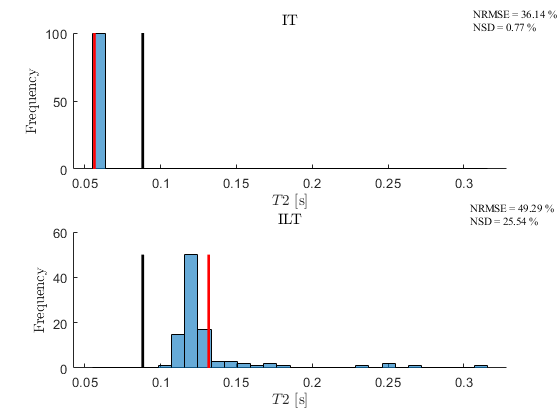 IT
NRMSE = 36.14 %
NSD = 0.77 %
100
50
0
Frequency
0.05 0.1 0.15 0.2 0.25 0.3
T2 [s]
ILT
NRMSE = 49.29 %
NSD = 25.54 %
60
40
20
0
Frequency
0.05 0.1 0.15 0.2 0.25 0.3
T2 [s]